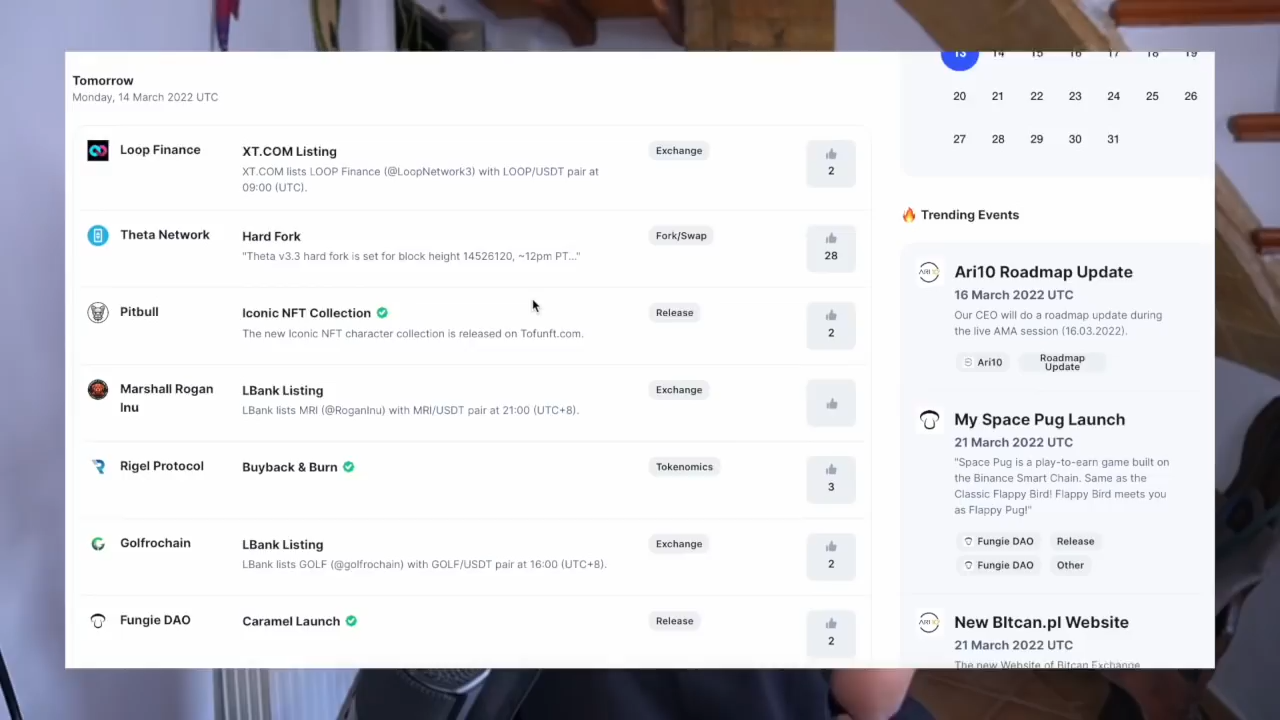 Tomorrow
Monday, 14 March 2022 UTC
Loop Finance
XT.COM Listing
XT.COM lists LOOP Finance (@LoopNetwork3) with LOOP/USDT pair at
09:00 (UTC).
Exchange
2
Theta Network
Hard Fork
"Theta v3.3 hard fork is set for block height 14526120, ~12pm PT..."
Fork/Swap
28
Pitbull
Iconic NFT Collection
The new Iconic NFT character collection is released on Tofunft.com.
Release
2
Marshall Rogan
Inu
LBank Listing
LBank lists MRI (@RoganInu) with MRI/USDT pair at 21:00 (UTC+8).
Exchange
Rigel Protocol
Buyback & Burn
Tokenomics
3
Golfrochain
LBank Listing
LBank lists GOLF (@golfrochain) with GOLF/USDT pair at 16:00 (UTC+8).
Exchange
2
Fungie DAO
Caramel Launch
Release
2
13 14 15 16 17 18 19
20 21 22 23 24 25 26
27 28 29 30 31
Trending Events
ARI10
Ari10 Roadmap Update
16 March 2022 UTC
Our CEO will do a roadmap update during
the live AMA session (16.03.2022).
Ari10
Roadmap
Update
My Space Pug Launch
21 March 2022 UTC
"Space Pug is a play-to-earn game built on
the Binance Smart Chain. Same as the
Classic Flappy Bird! Flappy Bird meets you
as Flappy Pug!"
Fungie DAO Release
Fungie DAO Other
ARI10
New BItcan.pl Website
21 March 2022 UTC
The new Website of Bitcan Exchange